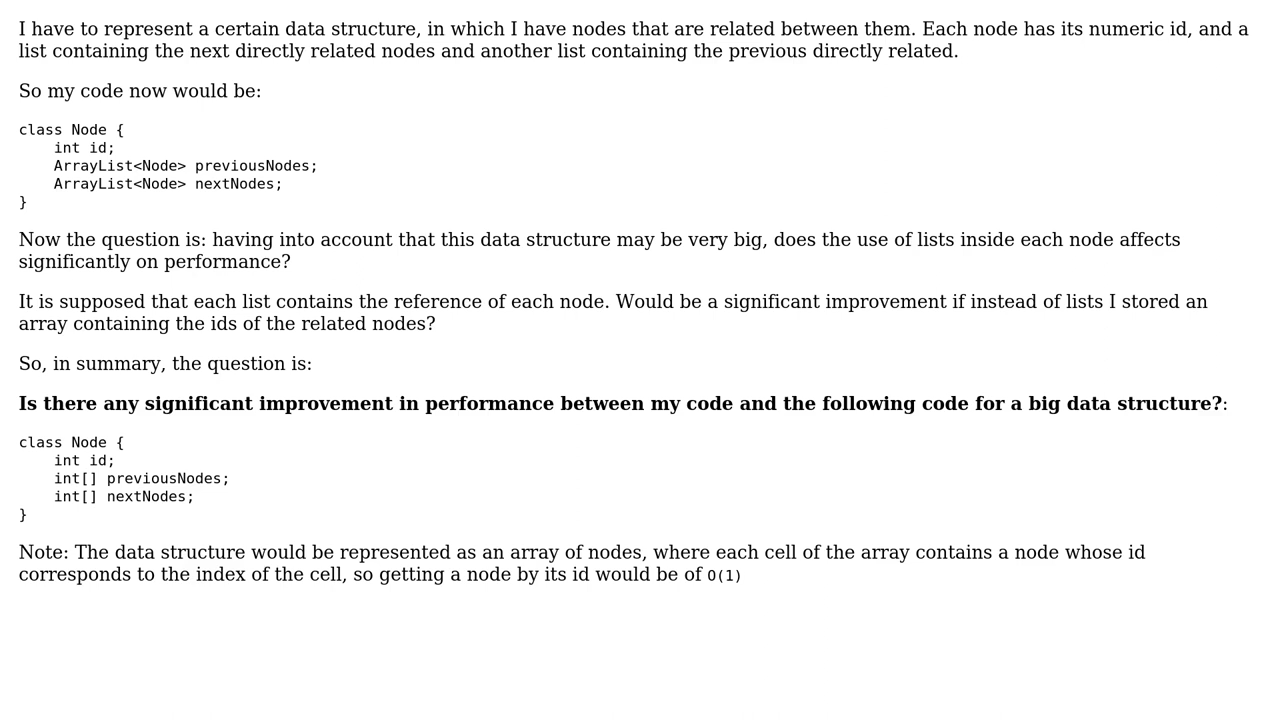 I have to represent a certain data structure, in which I have nodes that are related between them. Each node has its numeric id, and a
list containing the next directly related nodes and another list containing the previous directly related.
So my code now would be:
class Node {
    int id;
    ArrayList<Node> previousNodes;
    ArrayList<Node> nextNodes;
}
Now the question is: having into account that this data structure may be very big, does the use of lists inside each node affects
significantly on performance?
It is supposed that each list contains the reference of each node. Would be a significant improvement if instead of lists I stored an
array containing the ids of the related nodes?
So, in summary, the question is:
Is there any significant improvement in performance between my code and the following code for a big data structure?:
class Node {
    int id;
    int[] previousNodes;
    int[] nextNodes;
}
Note: The data structure would be represented as an array of nodes, where each cell of the array contains a node whose id
corresponds to the index of the cell, so getting a node by its id would be of O(1)